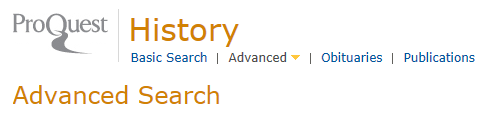 ProQuest
History
Basic Search | Advanced | Obituaries | Publications
Advanced Search